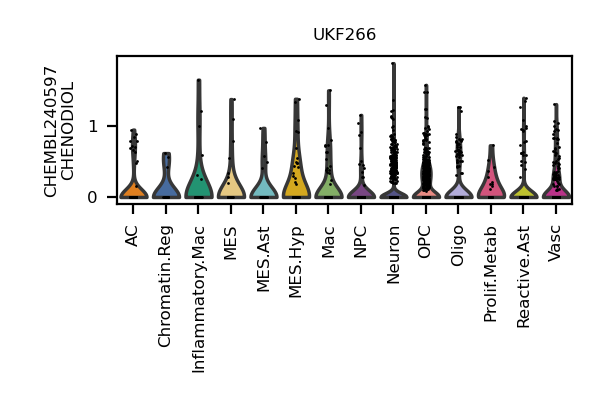 UKF266
CHEMBL240597
CHENODIOL
1
0
AC
Chromatin.Reg
Inflammatory.Mac
MES
MES.Ast
MES.Hyp
Mac
NPC
Neuron
OPC
Oligo
Prolif.Metab
Reactive.Ast
Vasc